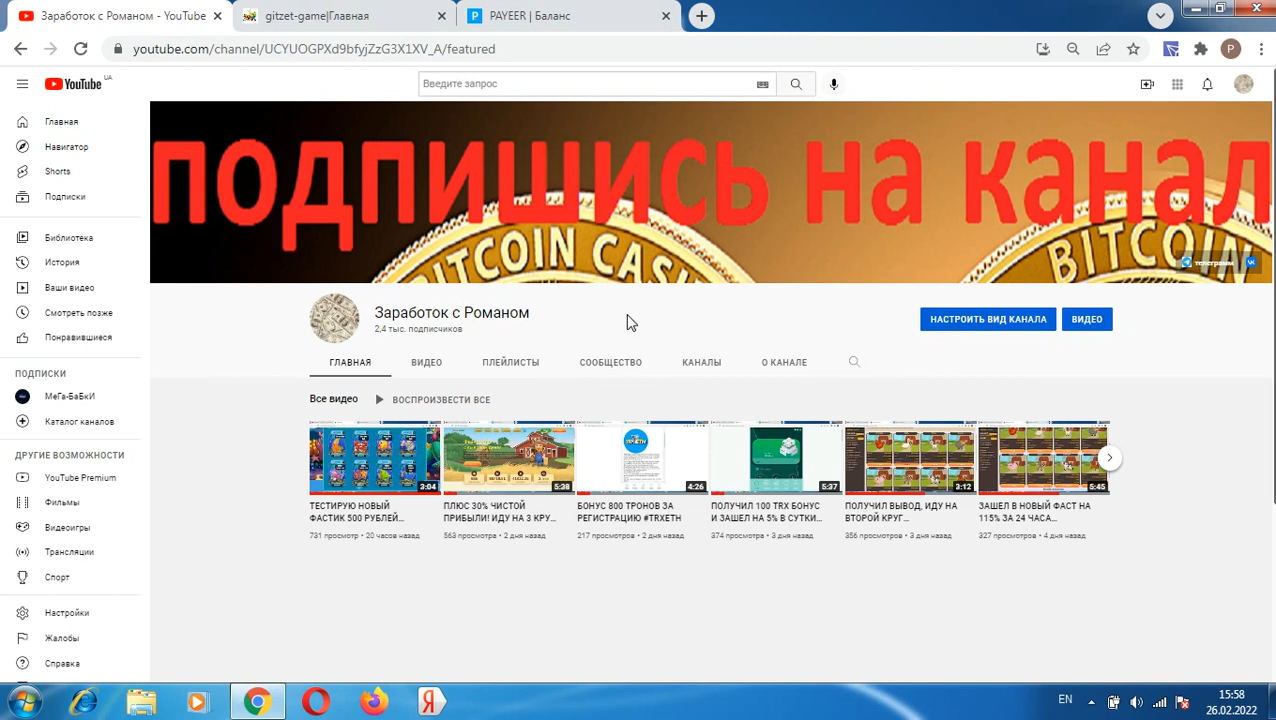 Заработок с Романом - YouTube
gitzet-game|Главная
PAYEER | Баланс
youtube.com/channel/UCYUOGPXd9bfyjZzG3X1XV_A/featured
P
YouTube UA
Введите запрос
Главная
Навигатор
Shorts
Подписки
Библиотека
История
Ваши видео
Смотреть позже
Понравившиеся
ПОДПИСКИ
МеГа-БаБкИ
Каталог каналов
ДРУГИЕ ВОЗМОЖНОСТИ
YouTube Premium
Фильмы
Видеоигры
Трансляции
Спорт
Настройки
Жалобы
Справка
подпишись на канал
BITCOIN CASH
BITCOIN
телеграмм
Заработок с Романом
2,4 тыс. подписчиков
НАСТРОИТЬ ВИД КАНАЛА
ВИДЕО
ГЛАВНАЯ
ВИДЕО
ПЛЕЙЛИСТЫ
СООБЩЕСТВО
КАНАЛЫ
О КАНАЛЕ
Все видео
ВОСПРОИЗВЕСТИ ВСЕ
3:04
ТЕСТИРУЮ НОВЫЙ
ФАСТИК 500 РУБЛЕЙ...
731 просмотр • 20 часов назад
5:38
ПЛЮС 30% ЧИСТОЙ
ПРИБЫЛИ! ИДУ НА 3 КРУ...
563 просмотра • 2 дня назад
TRXETH
4:26
БОНУС 800 ТРОНОВ ЗА
РЕГИСТРАЦИЮ #TRXETH
217 просмотров • 2 дня назад
5:37
ПОЛУЧИЛ 100 TRX БОНУС
И ЗАШЕЛ НА 5% В СУТКИ...
374 просмотра • 3 дня назад
3:12
ПОЛУЧИЛ ВЫВОД, ИДУ НА
ВТОРОЙ КРУГ...
356 просмотров • 3 дня назад
5:45
ЗАШЕЛ В НОВЫЙ ФАСТ НА
115% ЗА 24 ЧАСА...
327 просмотров • 4 дня назад
EN
15:58
26.02.2022